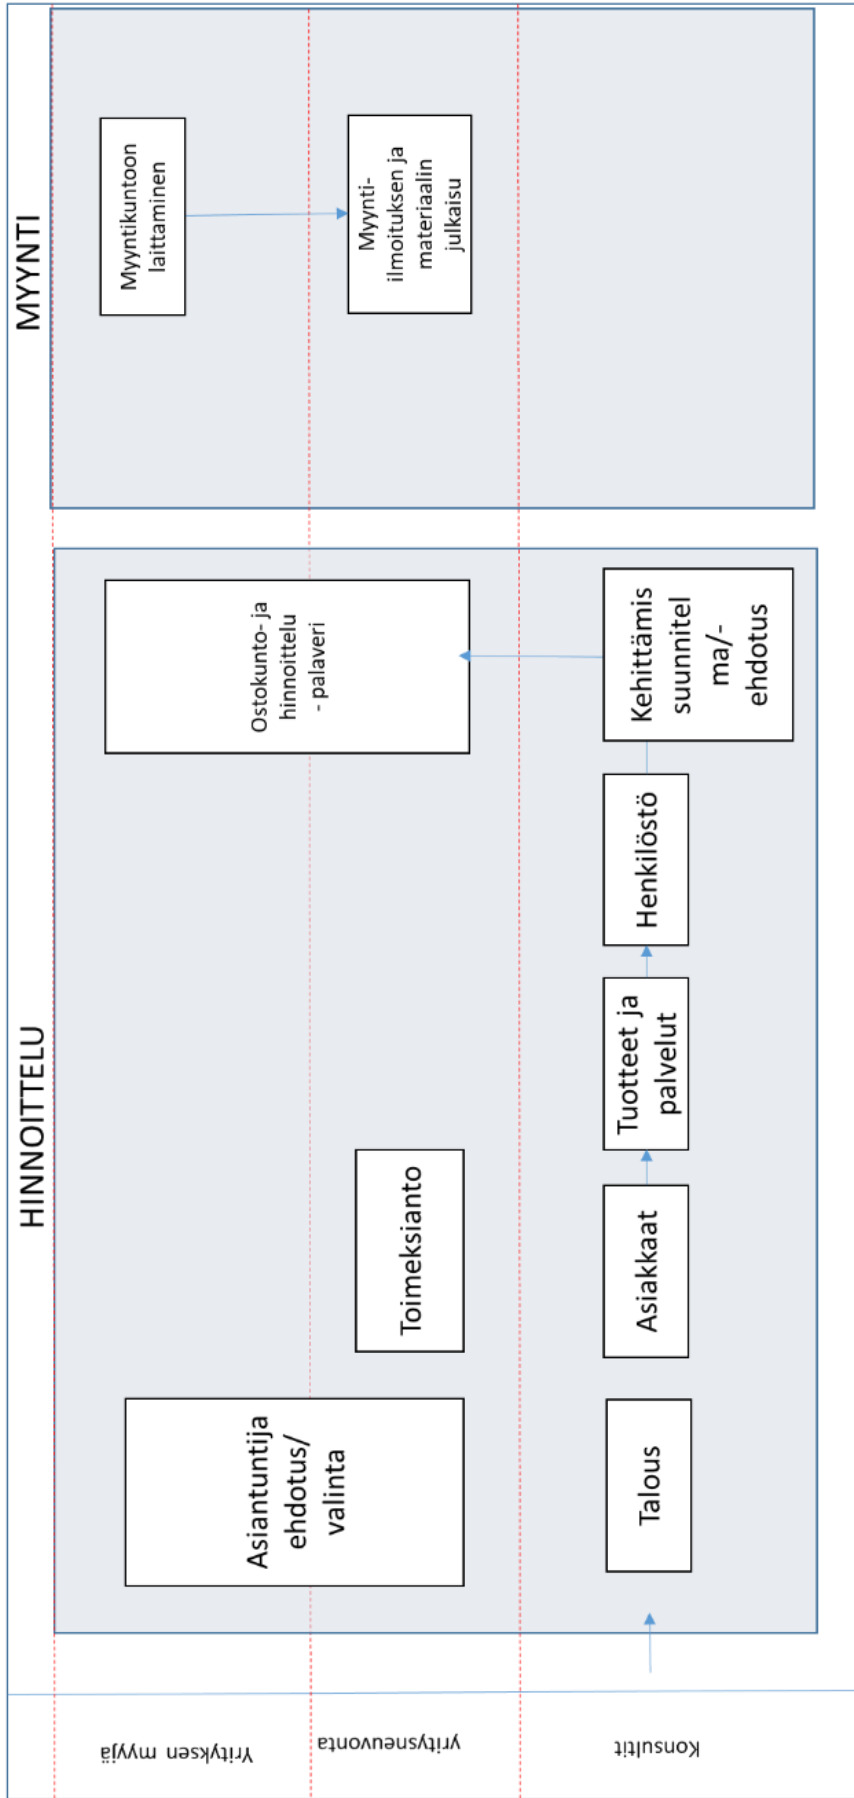 HINNOITTELU
MYYNTI
Yrityksen myyjä
yritysneuvonta
Konsultit
Asiantuntija
ehdotus/
valinta
Toimeksianto
Ostokunto- ja
hinnoittelu
- palaveri
Talous
Asiakkaat
Tuotteet ja
palvelut
Henkilöstö
Kehittämis
suunnitel
ma/-
ehdotus
Myyntikuntoon
laittaminen
Myynti-
ilmoituksen ja
materiaalin
julkaisu